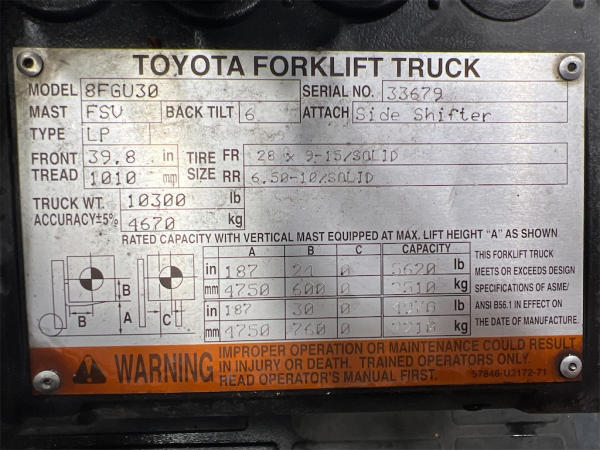 TOYOTA FORKLIFT TRUCK
MODEL 8FGU30 SERIAL NO. 33679
MAST FSV BACK TILT 6 ATTACH Side Shifter
TYPE LP
FRONT TREAD 39.8 in TIRE SIZE FR 28 x 9-15/SOLID
1010 mm RR 6.50-10/SOLID
TRUCK WT. 10300 lb
ACCURACY±5% 4670 kg
RATED CAPACITY WITH VERTICAL MAST EQUIPPED AT MAX. LIFT HEIGHT "A" AS SHOWN
A B C CAPACITY
in 187 24 0 lb
mm 4750 600 0 kg
in 187 30 0 lb
mm 4750 760 0 kg
B
A
B
C
THIS FORKLIFT TRUCK
MEETS OR EXCEEDS DESIGN
SPECIFICATIONS OF ASME/
ANSI B56.1 IN EFFECT ON
THE DATE OF MANUFACTURE.
WARNING
IMPROPER OPERATION OR MAINTENANCE COULD RESULT
IN INJURY OR DEATH. TRAINED OPERATORS ONLY.
READ OPERATOR'S MANUAL FIRST.
57846-U2172-71